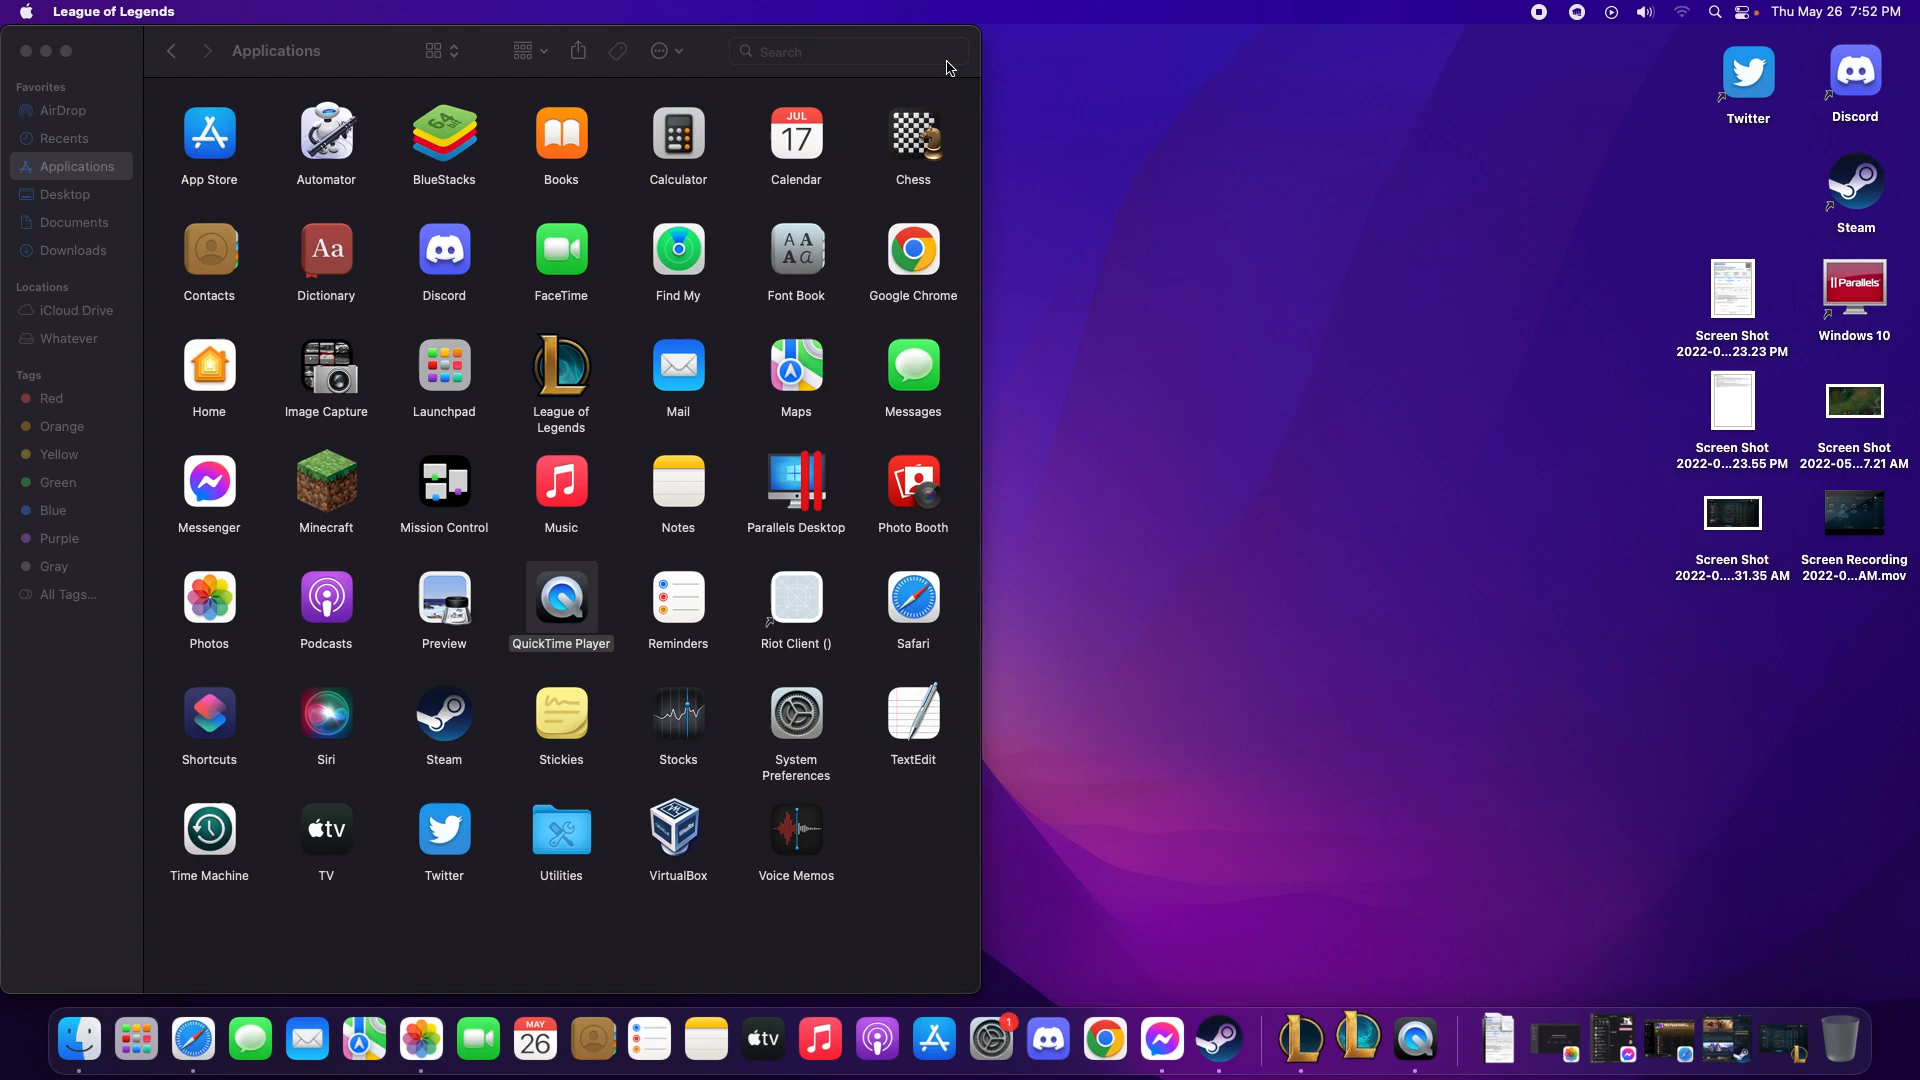 League of Legends
Thu May 26 7:52 PM
Applications
Search
Favorites
AirDrop
Recents
Applications
Desktop
Documents
Downloads
Locations
iCloud Drive
Whatever
Tags
Red
Orange
Yellow
Green
Blue
Purple
Gray
All Tags...
App Store
Automator
64 BIT
BlueStacks
Books
Calculator
JUL
17
Calendar
Chess
Contacts
Aa
Dictionary
Discord
FaceTime
Find My
A A
A a
Font Book
Google Chrome
Home
Image Capture
Launchpad
League of
Legends
Mail
Maps
Messages
Messenger
Minecraft
Mission Control
Music
Notes
Parallels Desktop
Photo Booth
Photos
Podcasts
Preview
QuickTime Player
Reminders
Riot Client ()
Safari
Shortcuts
Siri
Steam
Stickies
Stocks
System
Preferences
TextEdit
Time Machine
tv
TV
Twitter
Utilities
VirtualBox
Voice Memos
Twitter
Discord
Steam
Screen Shot
2022-0...23.23 PM
|| Parallels
Windows 10
Screen Shot
2022-0...23.55 PM
Screen Shot
2022-05...7.21 AM
Screen Shot
2022-0....31.35 AM
Screen Recording
2022-0...AM.mov
MAY
26
tv
1